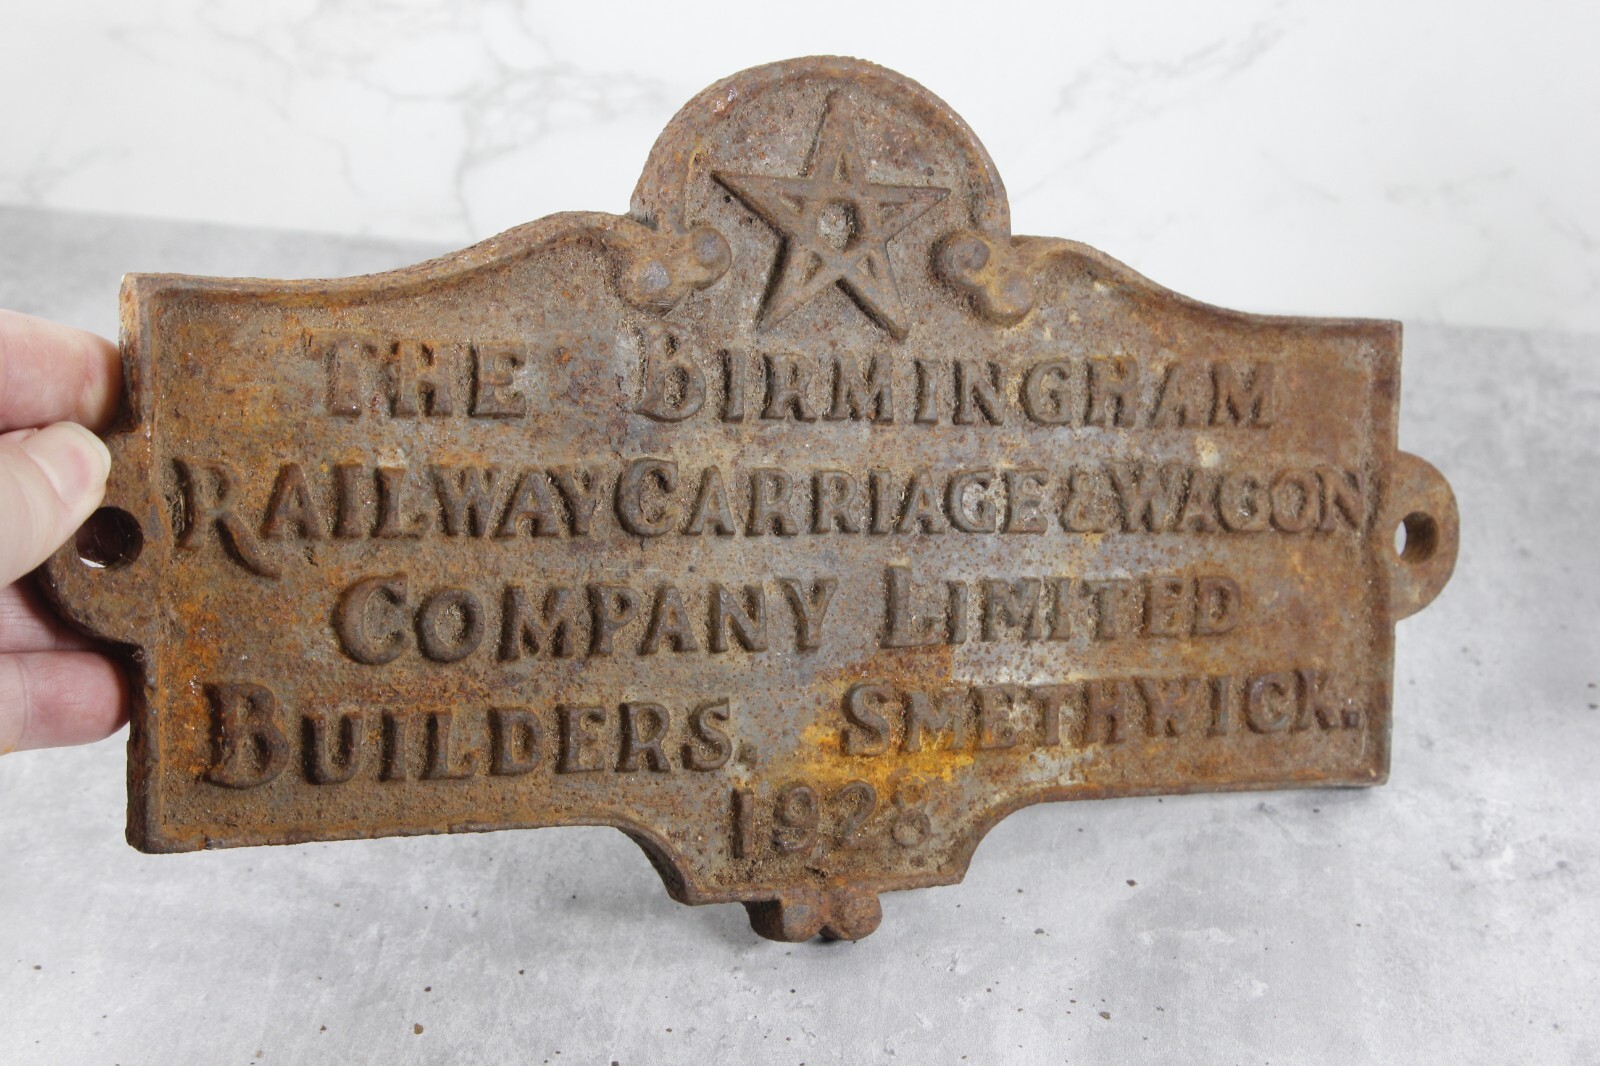 THE BIRMINGHAM
RAILWAY CARRIAGE & WAGON
COMPANY LIMITED
BUILDERS. SMETHWICK.
1928